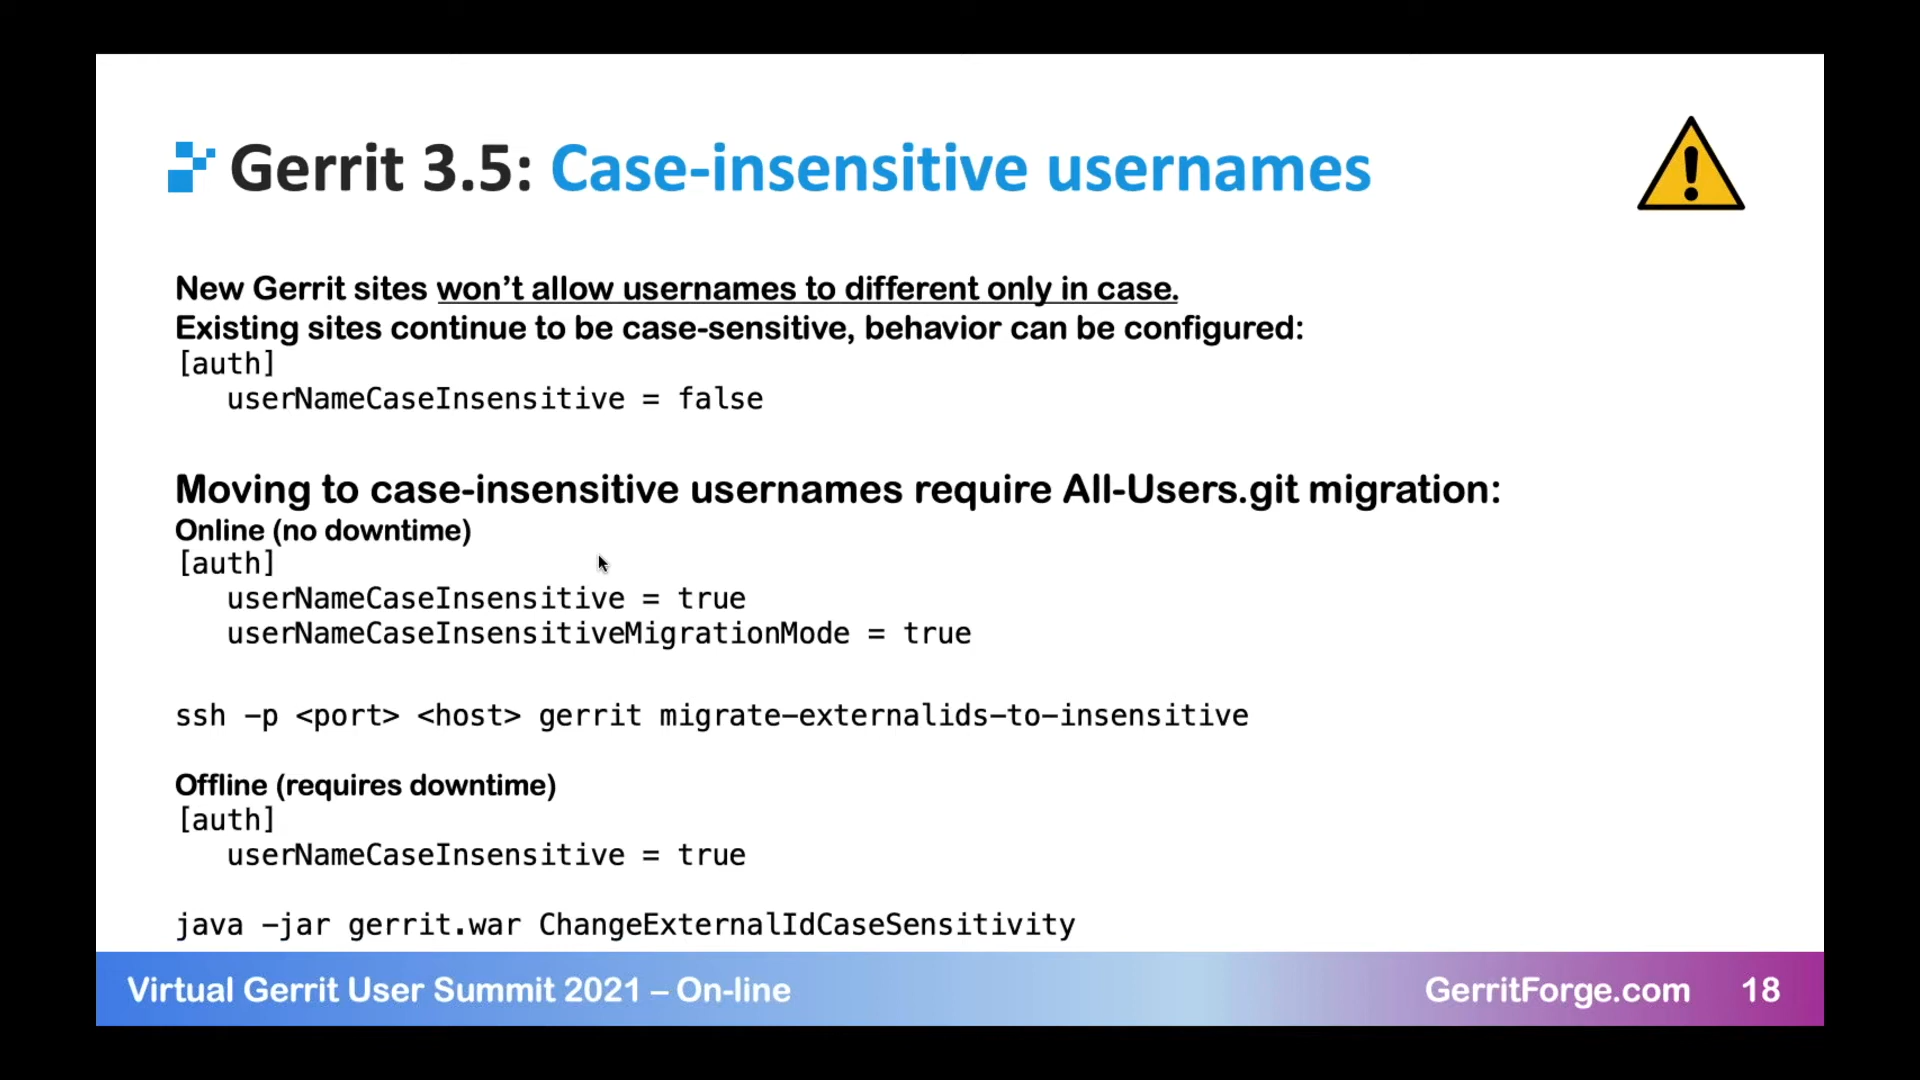 Gerrit 3.5: Case-insensitive usernames
New Gerrit sites won’t allow usernames to different only in case.
Existing sites continue to be case-sensitive, behavior can be configured:
[auth]
userNameCaseInsensitive = false
Moving to case-insensitive usernames require All-Users.git migration:
Online (no downtime)
[auth]
userNameCaseInsensitive = true
userNameCaseInsensitiveMigrationMode = true
ssh -p <port> <host> gerrit migrate-externalids-to-insensitive
Offline (requires downtime)
[auth]
userNameCaseInsensitive = true
java -jar gerrit.war ChangeExternalIdCaseSensitivity
Virtual Gerrit User Summit 2021 – On-line GerritForge.com 18